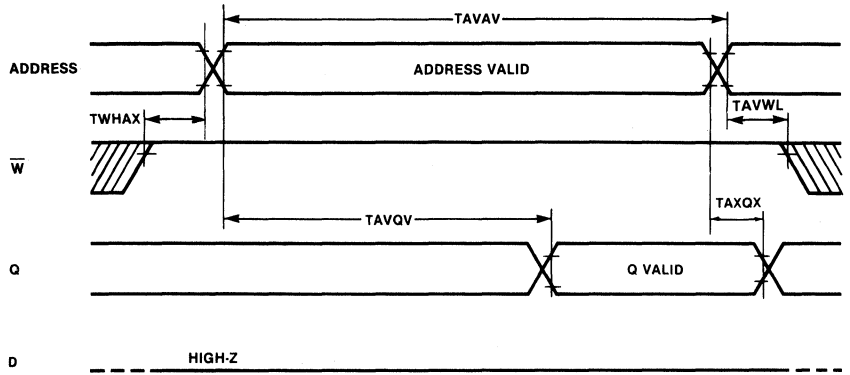 TAVAV
ADDRESS
ADDRESS VALID
TWHAX
TAVWL
W
TAVQV
TAXQX
Q
Q VALID
D
HIGH-Z